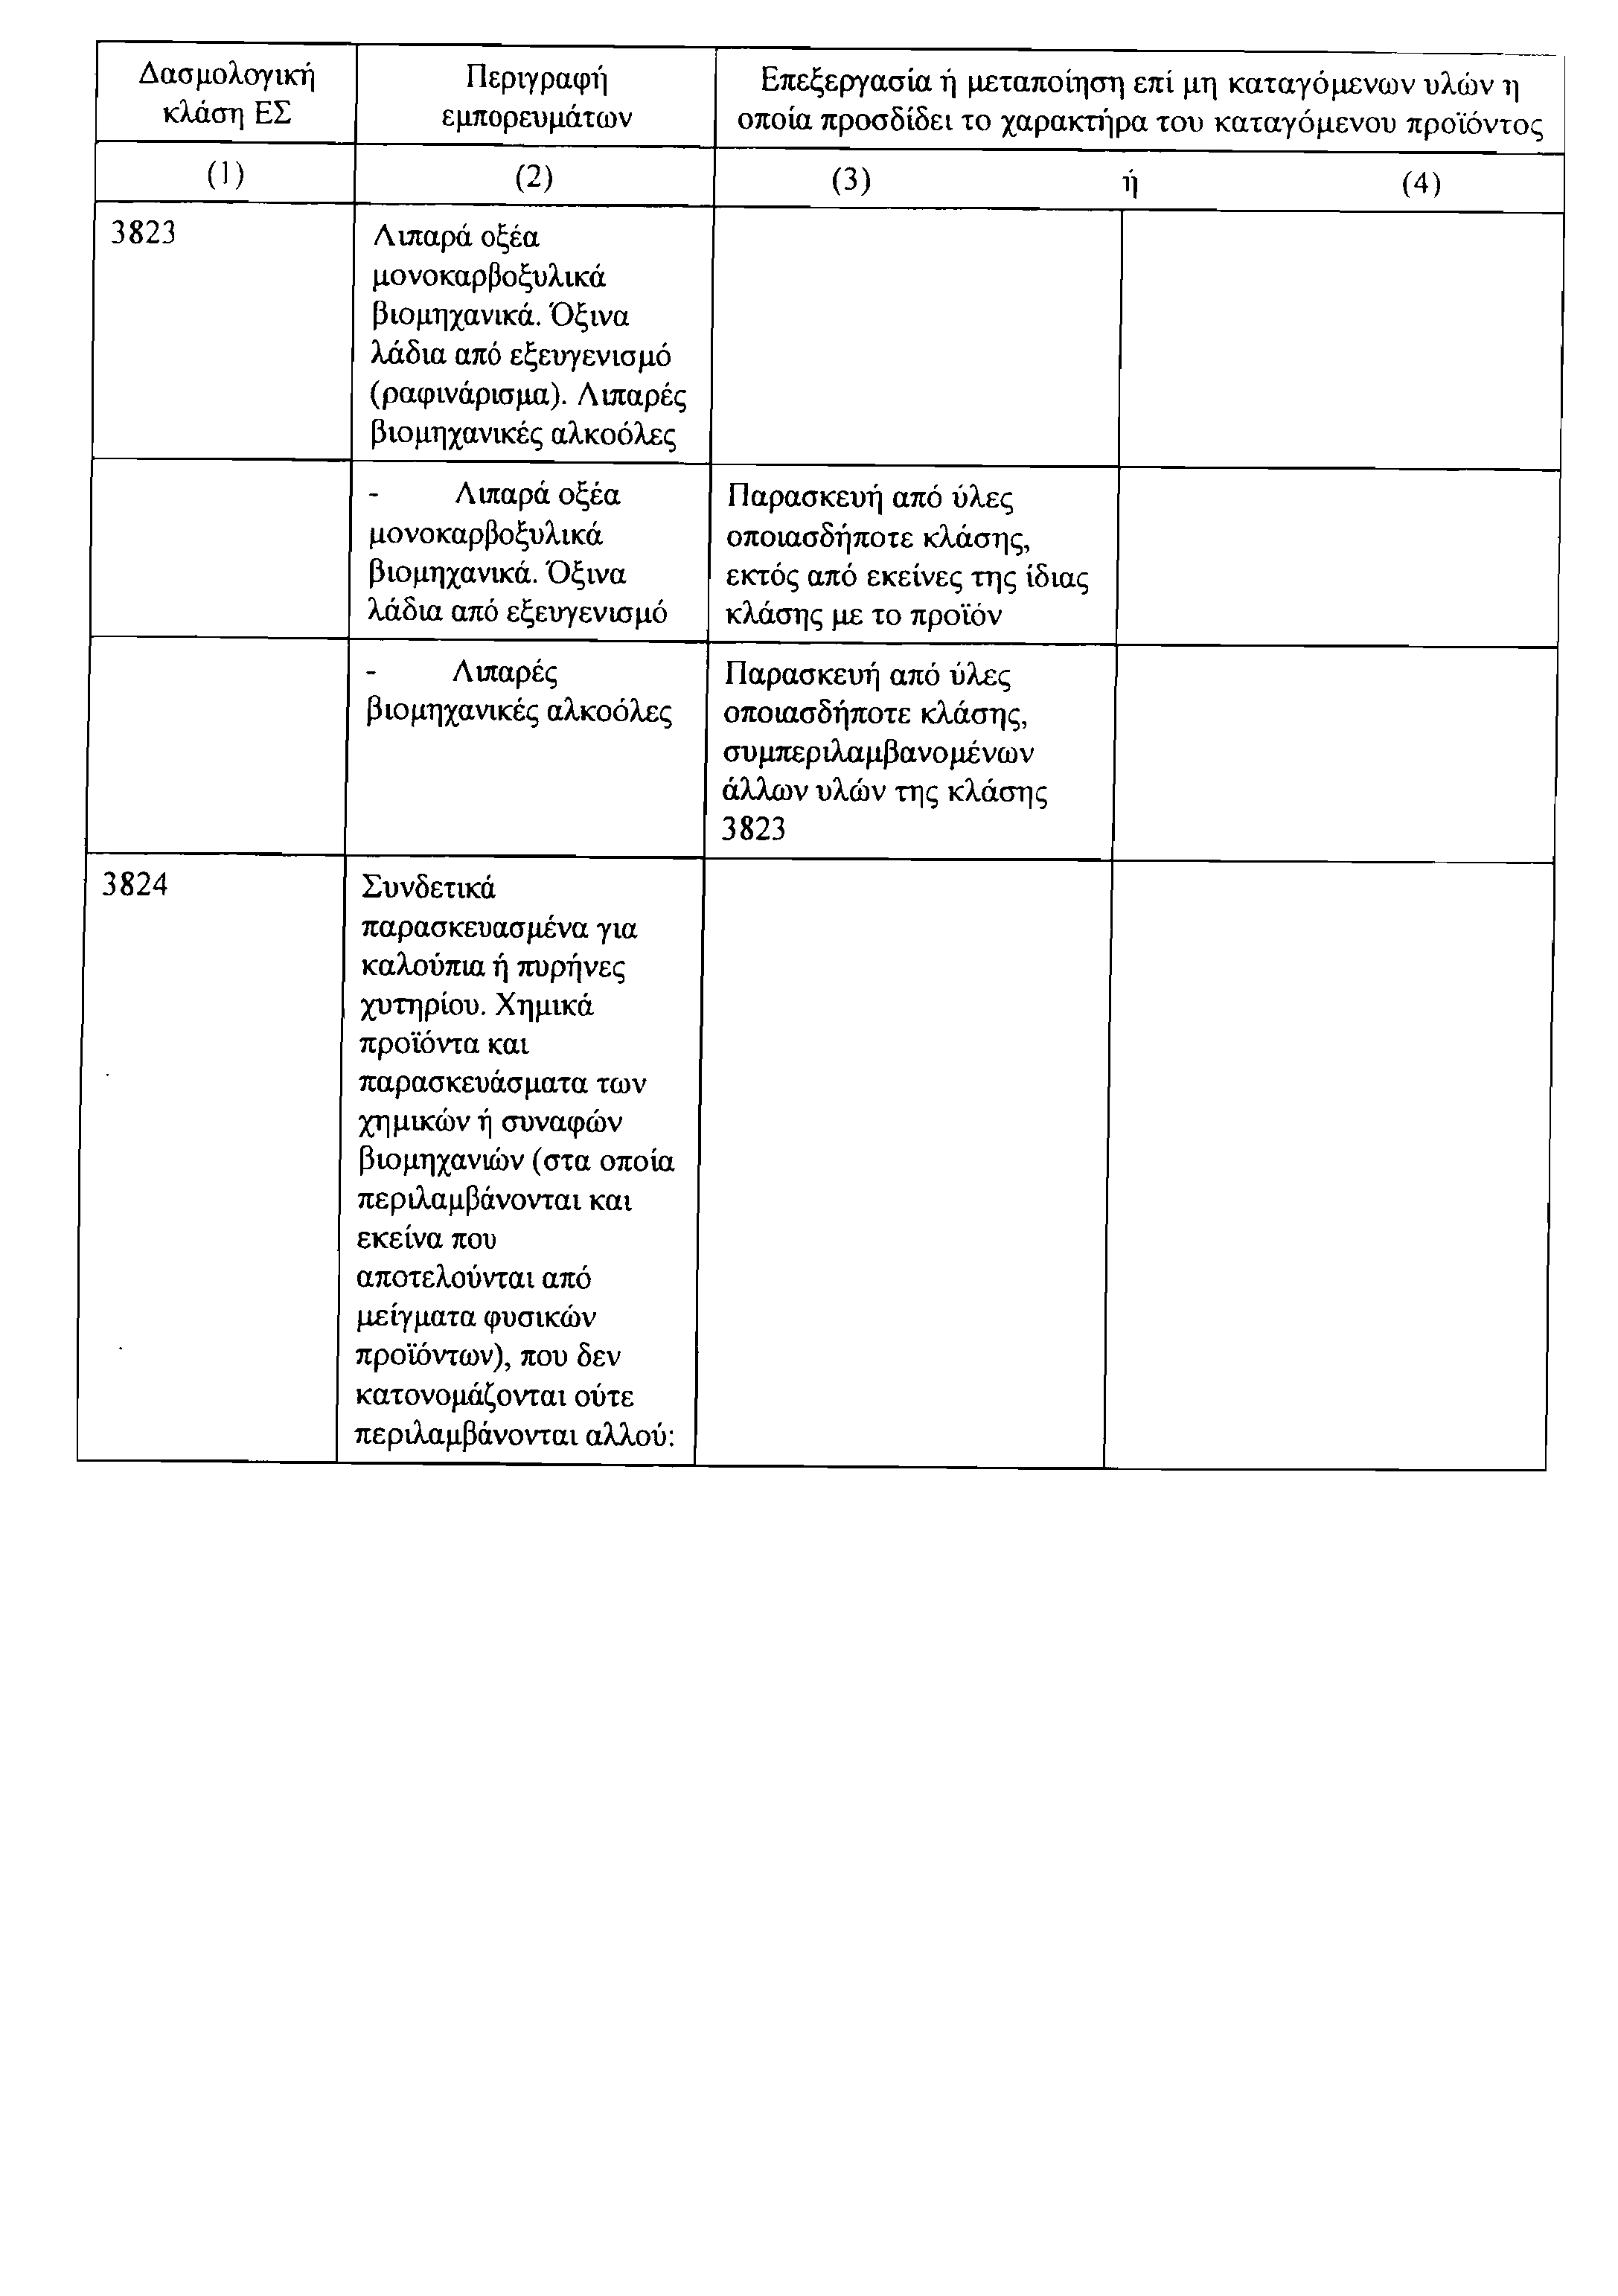 Δασμολογική
κλάση ΕΣ
Περιγραφή
εμπορευμάτων
Επεξεργασία ή μεταποίηση επί μη καταγόμενων υλών η
οποία προσδίδει το χαρακτήρα του καταγόμενου προϊόντος
(1)
(2)
(3) ή (4)
3823
Λιπαρά οξέα
μονοκαρβοξυλικά
βιομηχανικά. Όξινα
λάδια από εξευγενισμό
(ραφινάρισμα). Λιπαρές
βιομηχανικές αλκοόλες
- Λιπαρά οξέα
μονοκαρβοξυλικά
βιομηχανικά. Όξινα
λάδια από εξευγενισμό
Παρασκευή από ύλες
οποιασδήποτε κλάσης,
εκτός από εκείνες της ίδιας
κλάσης με το προϊόν
- Λιπαρές
βιομηχανικές αλκοόλες
Παρασκευή από ύλες
οποιασδήποτε κλάσης,
συμπεριλαμβανομένων
άλλων υλών της κλάσης
3823
3824
Συνδετικά
παρασκευασμένα για
καλούπια ή πυρήνες
χυτηρίου. Χημικά
προϊόντα και
παρασκευάσματα των
χημικών ή συναφών
βιομηχανιών (στα οποία
περιλαμβάνονται και
εκείνα που
αποτελούνται από
μείγματα φυσικών
προϊόντων), που δεν
κατονομάζονται ούτε
περιλαμβάνονται αλλού: